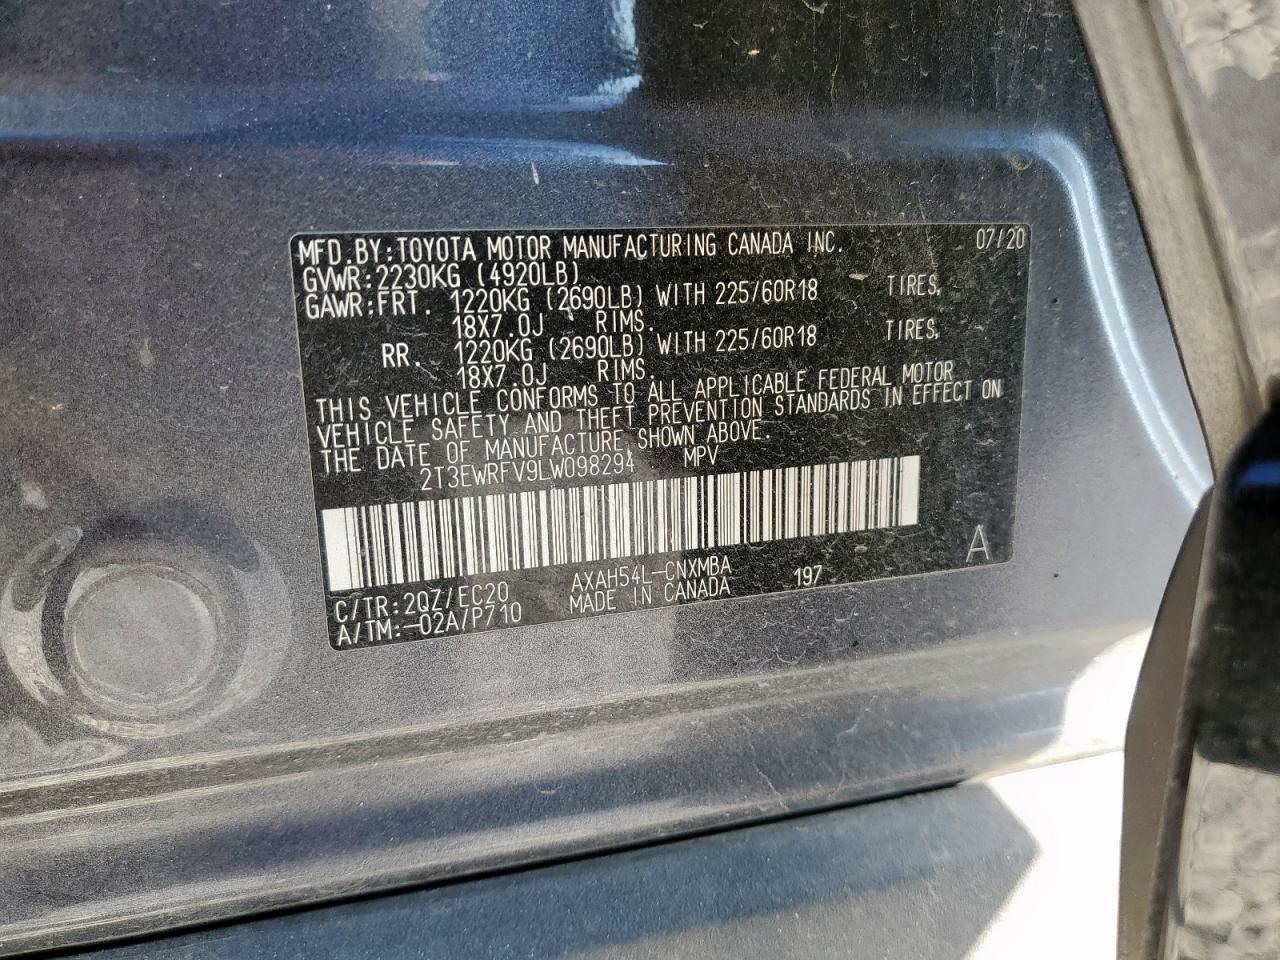 MFD.BY:TOYOTA MOTOR MANUFACTURING CANADA INC. 07/20
GVWR:2230KG (4920LB)
GAWR:FRT. 1220KG (2690LB) WITH 225/60R18 TIRES,
18X7.0J RIMS.
RR. 1220KG (2690LB) WITH 225/60R18 TIRES,
18X7.0J RIMS.
THIS VEHICLE CONFORMS TO ALL APPLICABLE FEDERAL MOTOR
VEHICLE SAFETY AND THEFT PREVENTION STANDARDS IN EFFECT ON
THE DATE OF MANUFACTURE SHOWN ABOVE.
2T3EWRFV9LW098294 MPV
C/TR:2QZ/EC20 AXAH54L-CNXMBA 197 A
A/TM:-02A/P710 MADE IN CANADA